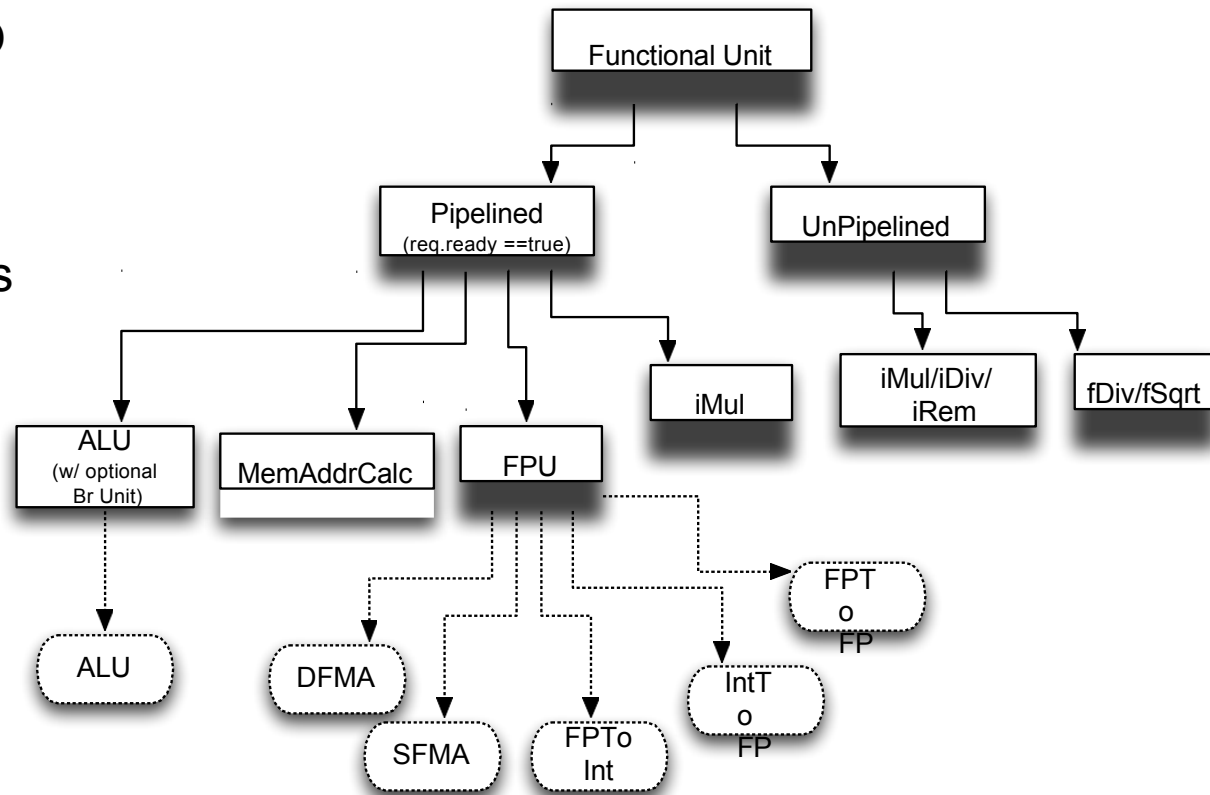 Functional Unit
Pipelined
(req.ready ==true)
UnPipelined
s
ALU
(w/ optional
Br Unit)
MemAddrCalc
FPU
iMul
iMul/iDiv/
iRem
fDiv/fSqrt
ALU
DFMA
SFMA
FPTo
Int
IntT
o
FP
FPT
o
FP